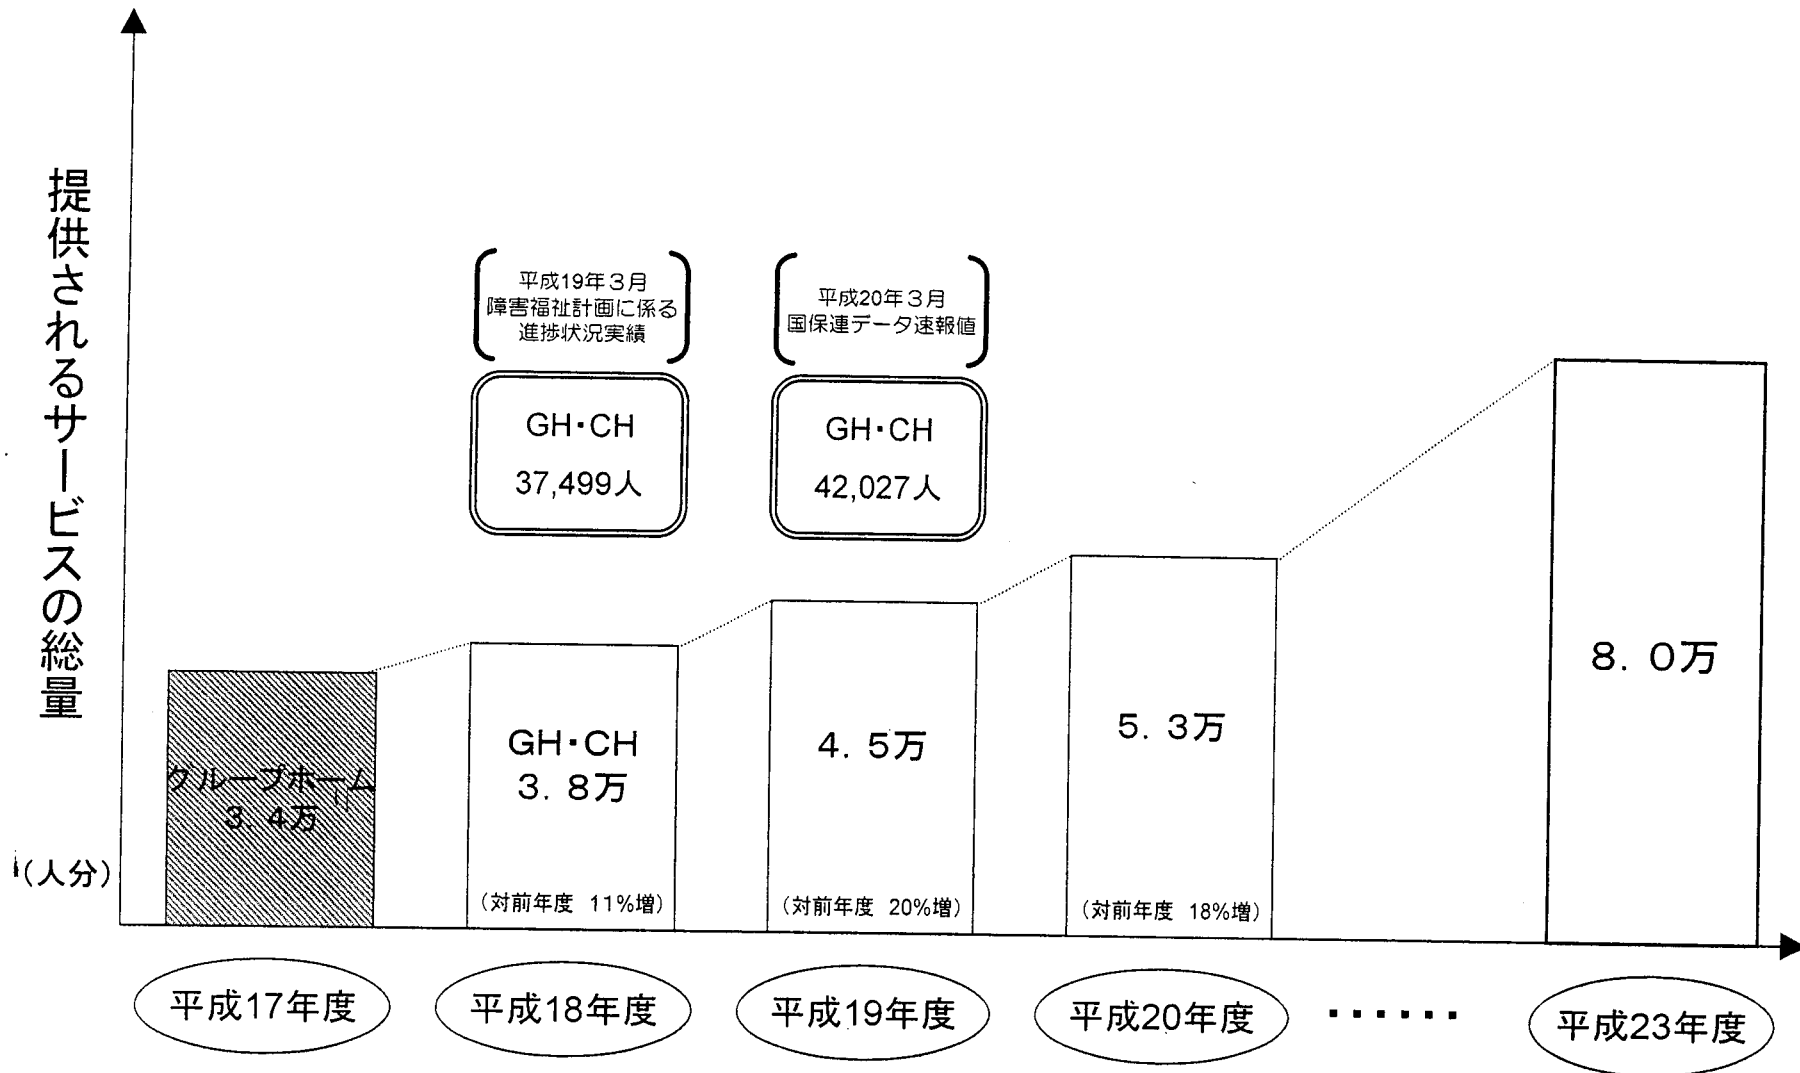 提供されるサービスの総量
(人分)
平成19年3月
障害福祉計画に係る
進捗状況実績
平成20年3月
国保連データ速報値
GH・CH
37,499人
GH・CH
42,027人
グループホーム
3.4万
GH・CH
3.8万
(対前年度 11%増)
4.5万
(対前年度 20%増)
5.3万
(対前年度 18%増)
8.0万
平成17年度
平成18年度
平成19年度
平成20年度
・・・・・・
平成23年度